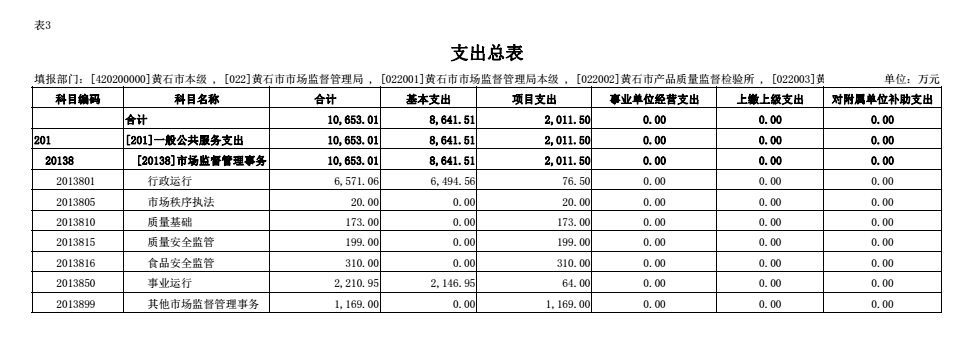 表3
支出总表
填报部门：[420200000]黄石市本级 , [022]黄石市市场监督管理局 , [022001]黄石市市场监督管理局本级 , [022002]黄石市产品质量监督检验所 , [022003]黄 单位：万元
科目编码 科目名称 合计 基本支出 项目支出 事业单位经营支出 上缴上级支出 对附属单位补助支出
合计 10,653.01 8,641.51 2,011.50 0.00 0.00 0.00
201 [201]一般公共服务支出 10,653.01 8,641.51 2,011.50 0.00 0.00 0.00
20138 [20138]市场监督管理事务 10,653.01 8,641.51 2,011.50 0.00 0.00 0.00
2013801 行政运行 6,571.06 6,494.56 76.50 0.00 0.00 0.00
2013805 市场秩序执法 20.00 0.00 20.00 0.00 0.00 0.00
2013810 质量基础 173.00 0.00 173.00 0.00 0.00 0.00
2013815 质量安全监管 199.00 0.00 199.00 0.00 0.00 0.00
2013816 食品安全监管 310.00 0.00 310.00 0.00 0.00 0.00
2013850 事业运行 2,210.95 2,146.95 64.00 0.00 0.00 0.00
2013899 其他市场监督管理事务 1,169.00 0.00 1,169.00 0.00 0.00 0.00